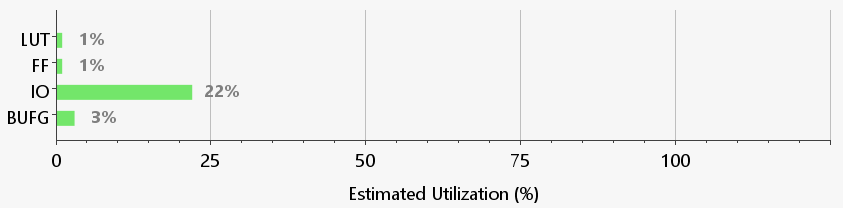 LUT 1%
FF 1%
IO 22%
BUFG 3%
0 25 50 75 100
Estimated Utilization (%)